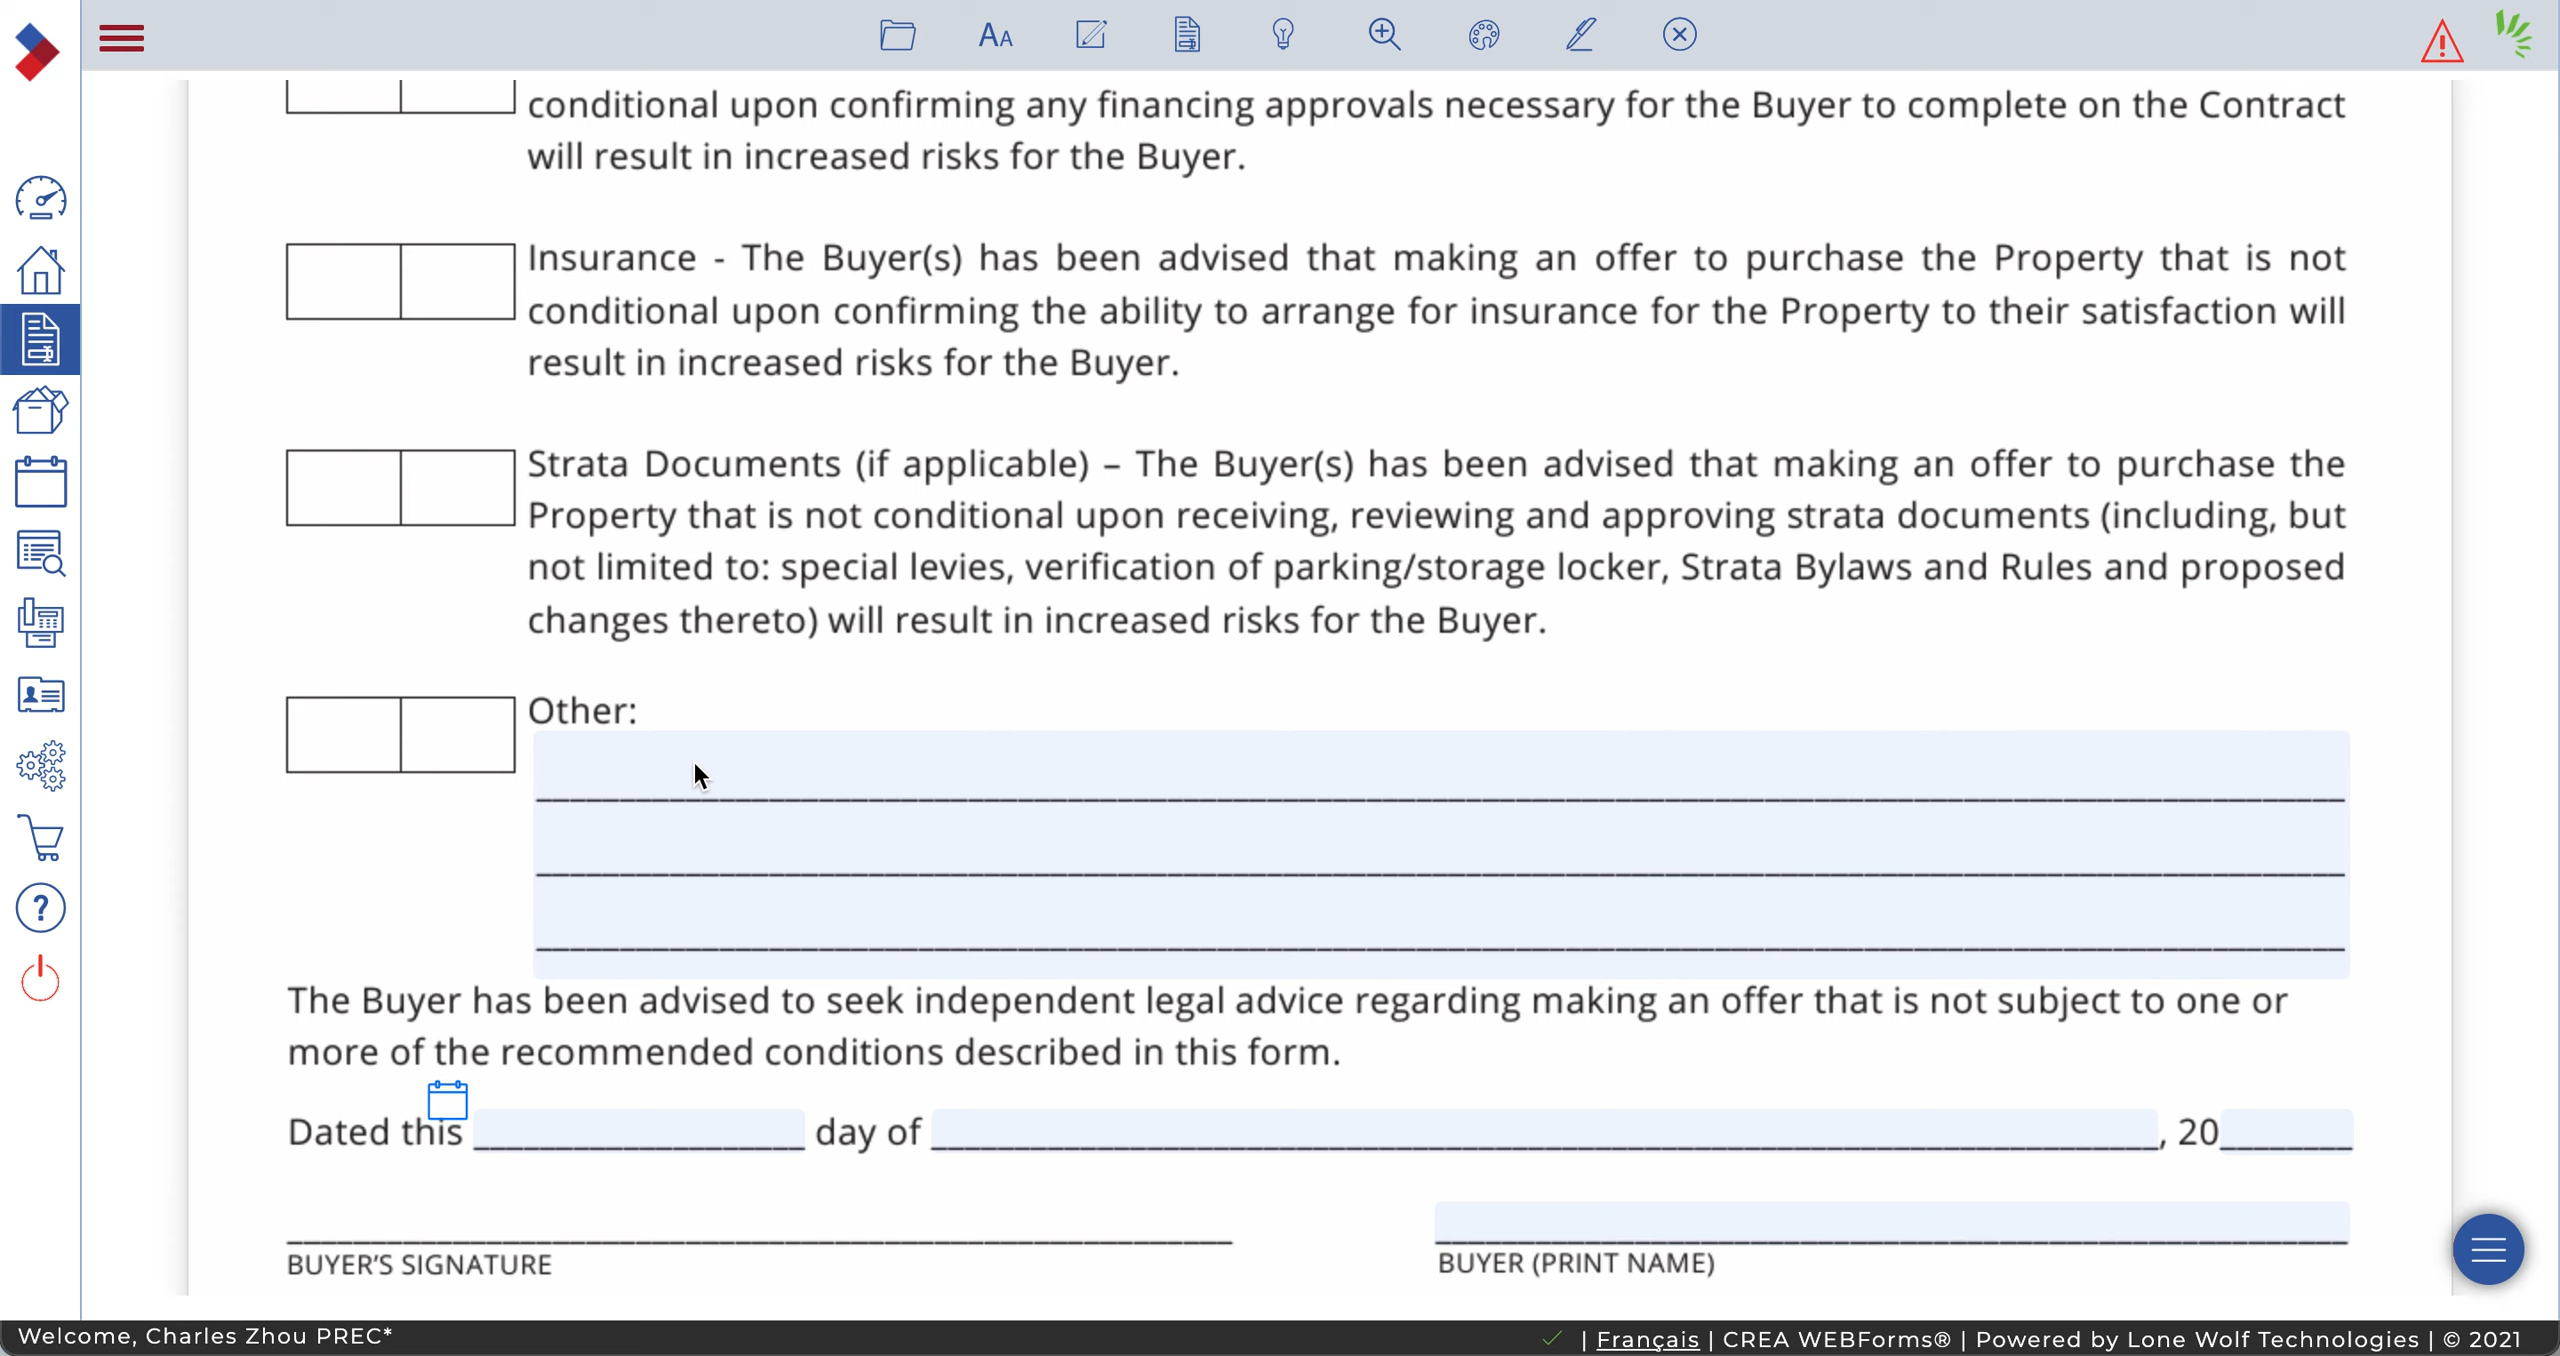 AA
conditional upon confirming any financing approvals necessary for the Buyer to complete on the Contract
will result in increased risks for the Buyer.
Insurance - The Buyer(s) has been advised that making an offer to purchase the Property that is not
conditional upon confirming the ability to arrange for insurance for the Property to their satisfaction will
result in increased risks for the Buyer.
Strata Documents (if applicable) – The Buyer(s) has been advised that making an offer to purchase the
Property that is not conditional upon receiving, reviewing and approving strata documents (including, but
not limited to: special levies, verification of parking/storage locker, Strata Bylaws and Rules and proposed
changes thereto) will result in increased risks for the Buyer.
Other:
The Buyer has been advised to seek independent legal advice regarding making an offer that is not subject to one or
more of the recommended conditions described in this form.
Dated this ____________________ day of ____________________, 20________
BUYER'S SIGNATURE
BUYER (PRINT NAME)
Welcome, Charles Zhou PREC*
| Français | CREA WEBForms® | Powered by Lone Wolf Technologies | © 2021